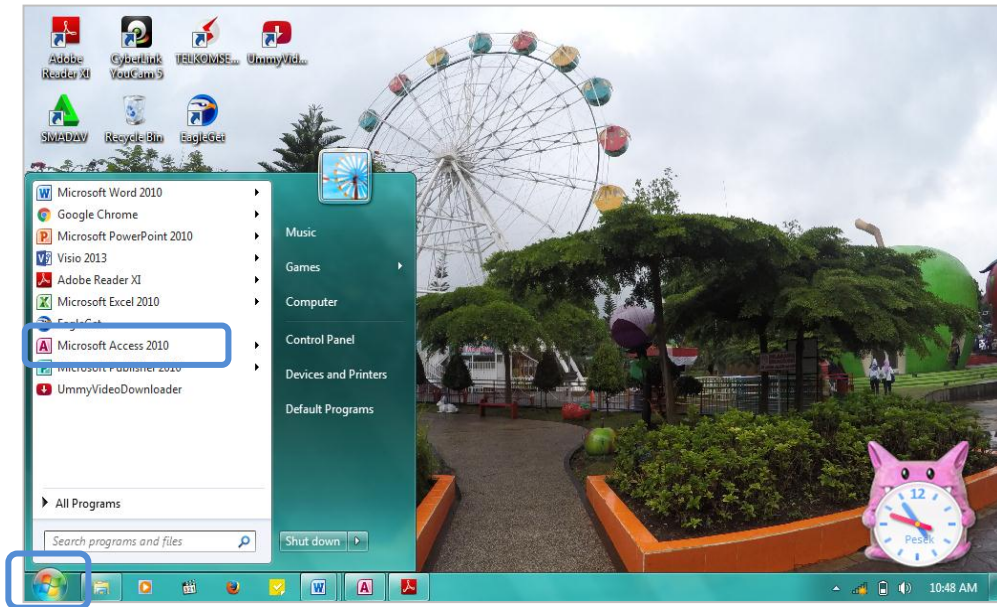 Adobe
Reader XI
CyberLink
YouCam 5
TELKOMSE...
UmmyVid...
SMADΔV
Recycle Bin
EagleGet
Microsoft Word 2010
Google Chrome
Microsoft PowerPoint 2010
Visio 2013
Adobe Reader XI
Microsoft Excel 2010
EagleGet
Microsoft Access 2010
Microsoft Publisher 2010
UmmyVideoDownloader
All Programs
Search programs and files
Music
Games
Computer
Control Panel
Devices and Printers
Default Programs
Shut down
12
Pesek
10:48 AM